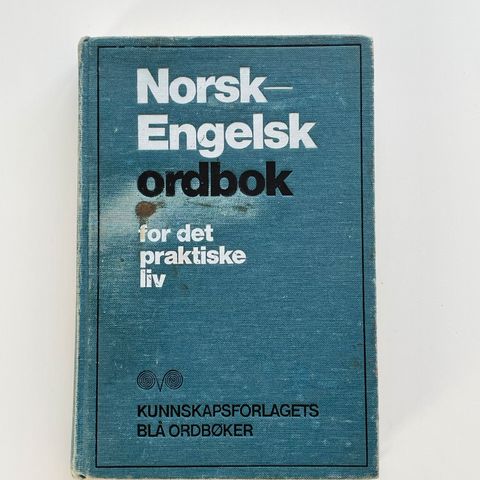 Norsk–
Engelsk
ordbok
for det
praktiske
liv
KUNNSKAPSFORLAGETS
BLÅ ORDBØKER